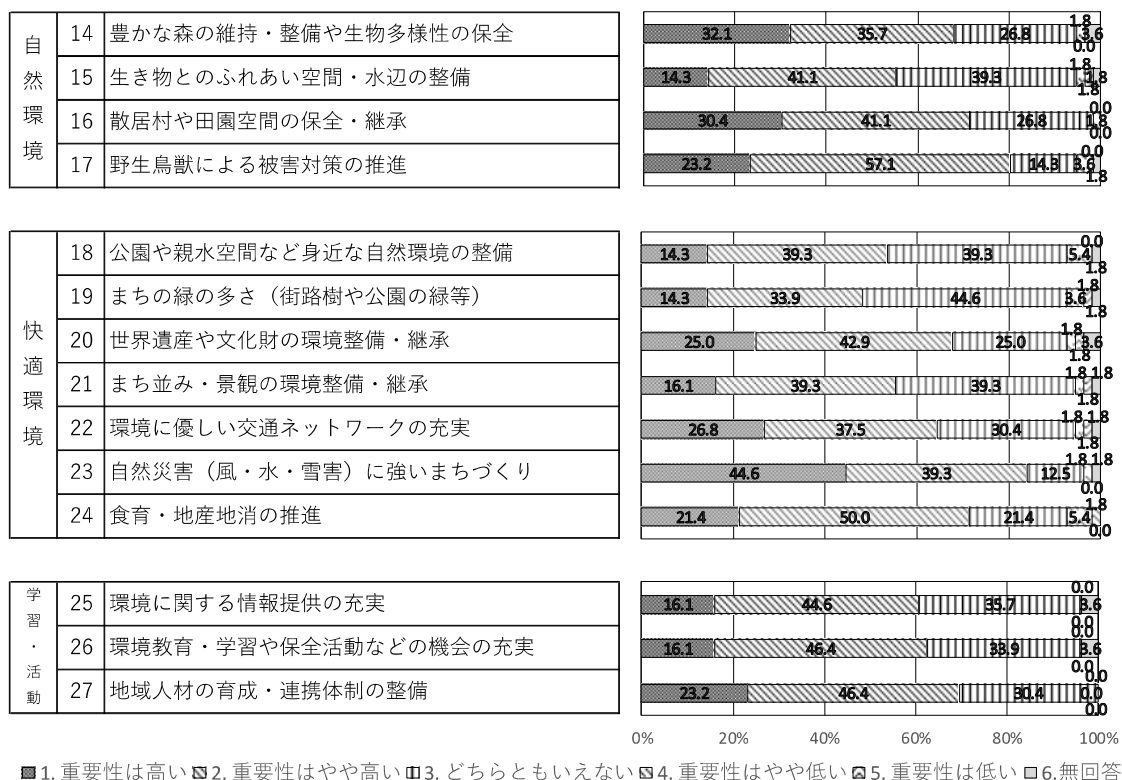 自然環境
14 豊かな森の維持・整備や生物多様性の保全 32.1 35.7 26.8 1.8 0.0 3.6
15 生き物とのふれあい空間・水辺の整備 14.3 41.1 39.3 1.8 1.8 1.8
16 散居村や田園空間の保全・継承 30.4 41.1 26.8 0.0 0.0 1.8
17 野生鳥獣による被害対策の推進 23.2 57.1 14.3 3.6 0.0 1.8
快適環境
18 公園や親水空間など身近な自然環境の整備 14.3 39.3 39.3 5.4 0.0 1.8
19 まちの緑の多さ（街路樹や公園の緑等） 14.3 33.9 44.6 3.6 1.8 1.8
20 世界遺産や文化財の環境整備・継承 25.0 42.9 25.0 1.8 1.8 3.6
21 まち並み・景観の環境整備・継承 16.1 39.3 39.3 1.8 1.8 1.8
22 環境に優しい交通ネットワークの充実 26.8 37.5 30.4 1.8 1.8 1.8
23 自然災害（風・水・雪害）に強いまちづくり 44.6 39.3 12.5 1.8 0.0 1.8
24 食育・地産地消の推進 21.4 50.0 21.4 5.4 1.8 0.0
学習・活動
25 環境に関する情報提供の充実 16.1 44.6 35.7 3.6 0.0 0.0
26 環境教育・学習や保全活動などの機会の充実 16.1 46.4 33.9 3.6 0.0 0.0
27 地域人材の育成・連携体制の整備 23.2 46.4 30.4 0.0 0.0 0.0
0% 20% 40% 60% 80% 100%
1. 重要性は高い 2. 重要性はやや高い 3. どちらともいえない 4. 重要性はやや低い 5. 重要性は低い 6.無回答